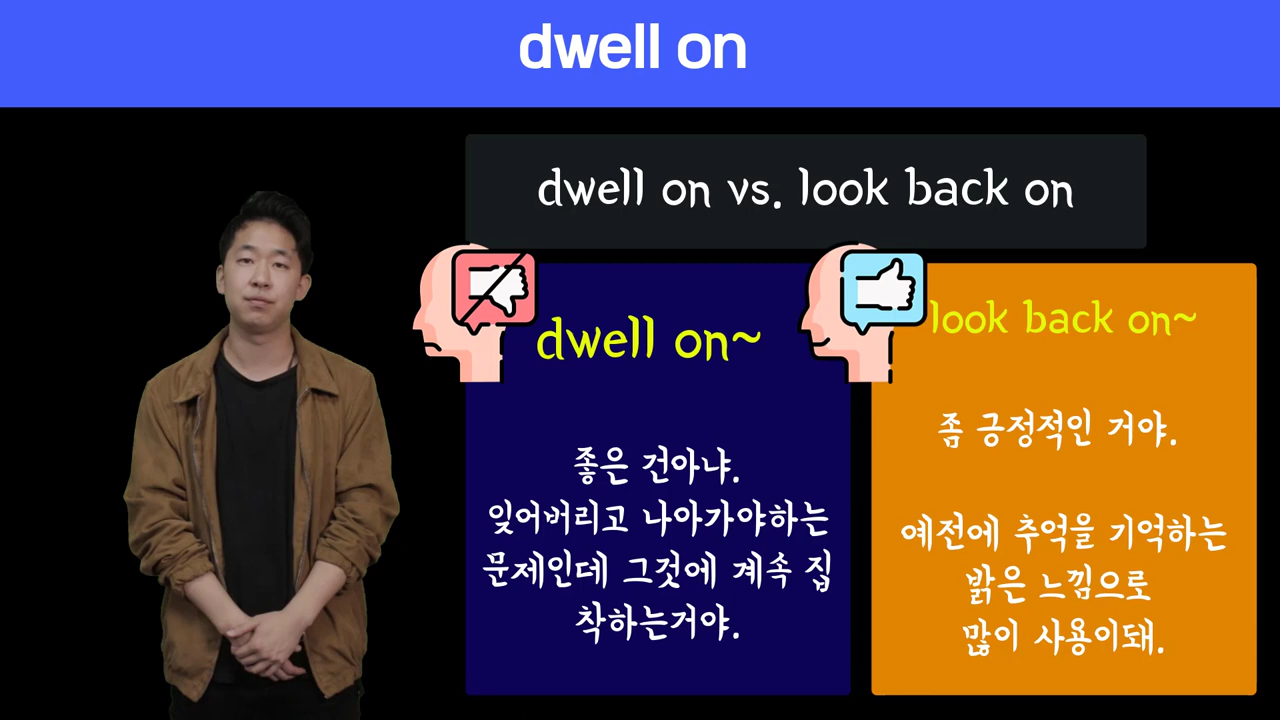 dwell on
dwell on vs. look back on
dwell on~
좋은 건아냐.
잊어버리고 나아가야하는
문제인데 그것에 계속 집
착하는거야.
look back on~
좀 긍정적인 거야.
예전에 추억을 기억하는
밝은 느낌으로
많이 사용이돼.